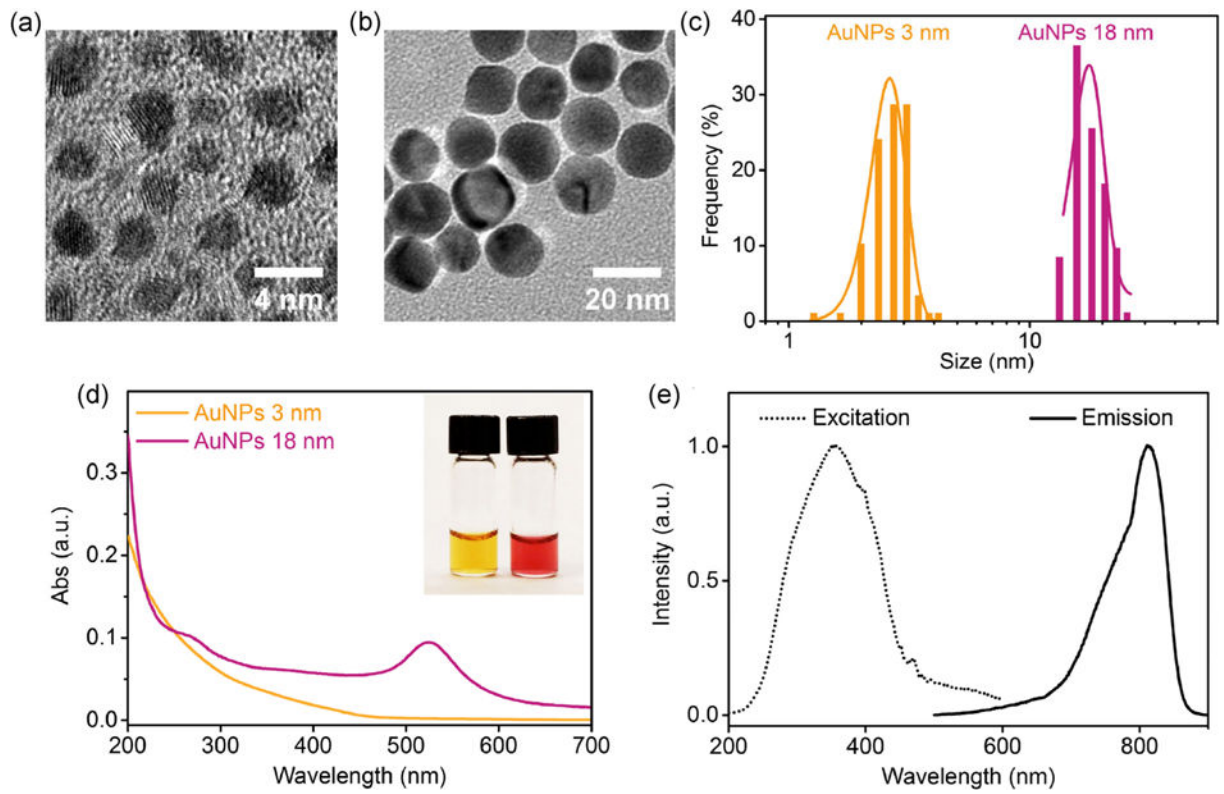 (a)
4 nm
(b)
20 nm
(c)
AuNPs 3 nm
AuNPs 18 nm
40
30
20
10
0
Frequency (%)
1
10
Size (nm)
(d)
AuNPs 3 nm
AuNPs 18 nm
0.3
0.2
0.1
0.0
Abs (a.u.)
200 300 400 500 600 700
Wavelength (nm)
(e)
Excitation
Emission
1.0
0.5
0.0
Intensity (a.u.)
200 400 600 800
Wavelength (nm)